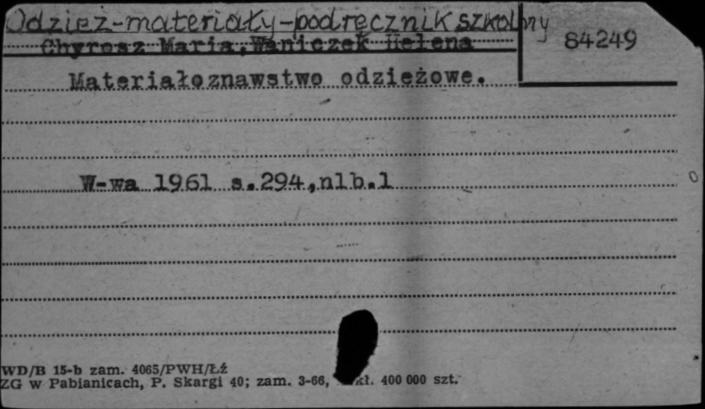 Odzież-materiały-podręcznik szkolny
Chyrosz Maria, Waniczek Helena
84249
Materiałoznawstwo odzieżowe.
W-wa 1961 s.294,nlb.1
WD/B 15-b zam. 4065/PWH/Łź
ZG w Pabianicach, P. Skargi 40; zam. 3-66, kł. 400 000 szt.